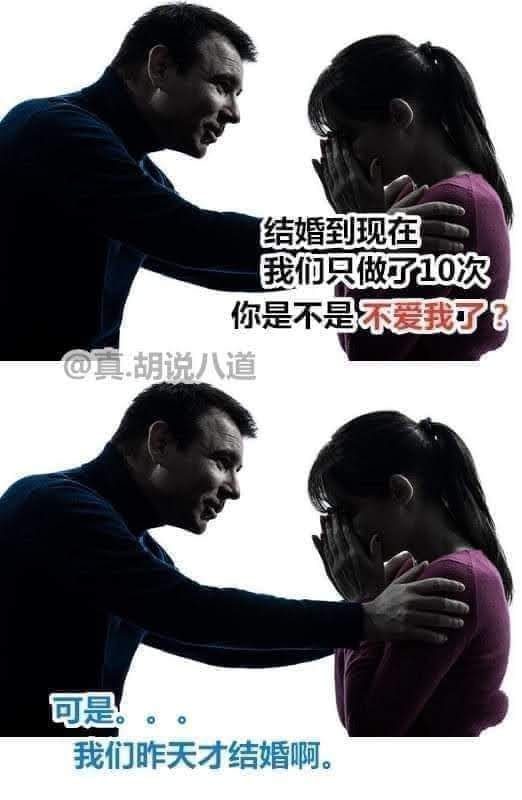 结婚到现在
我们只做了10次
你是不是 不爱我了？
@真.胡说八道
可是。。。
我们昨天才结婚啊。